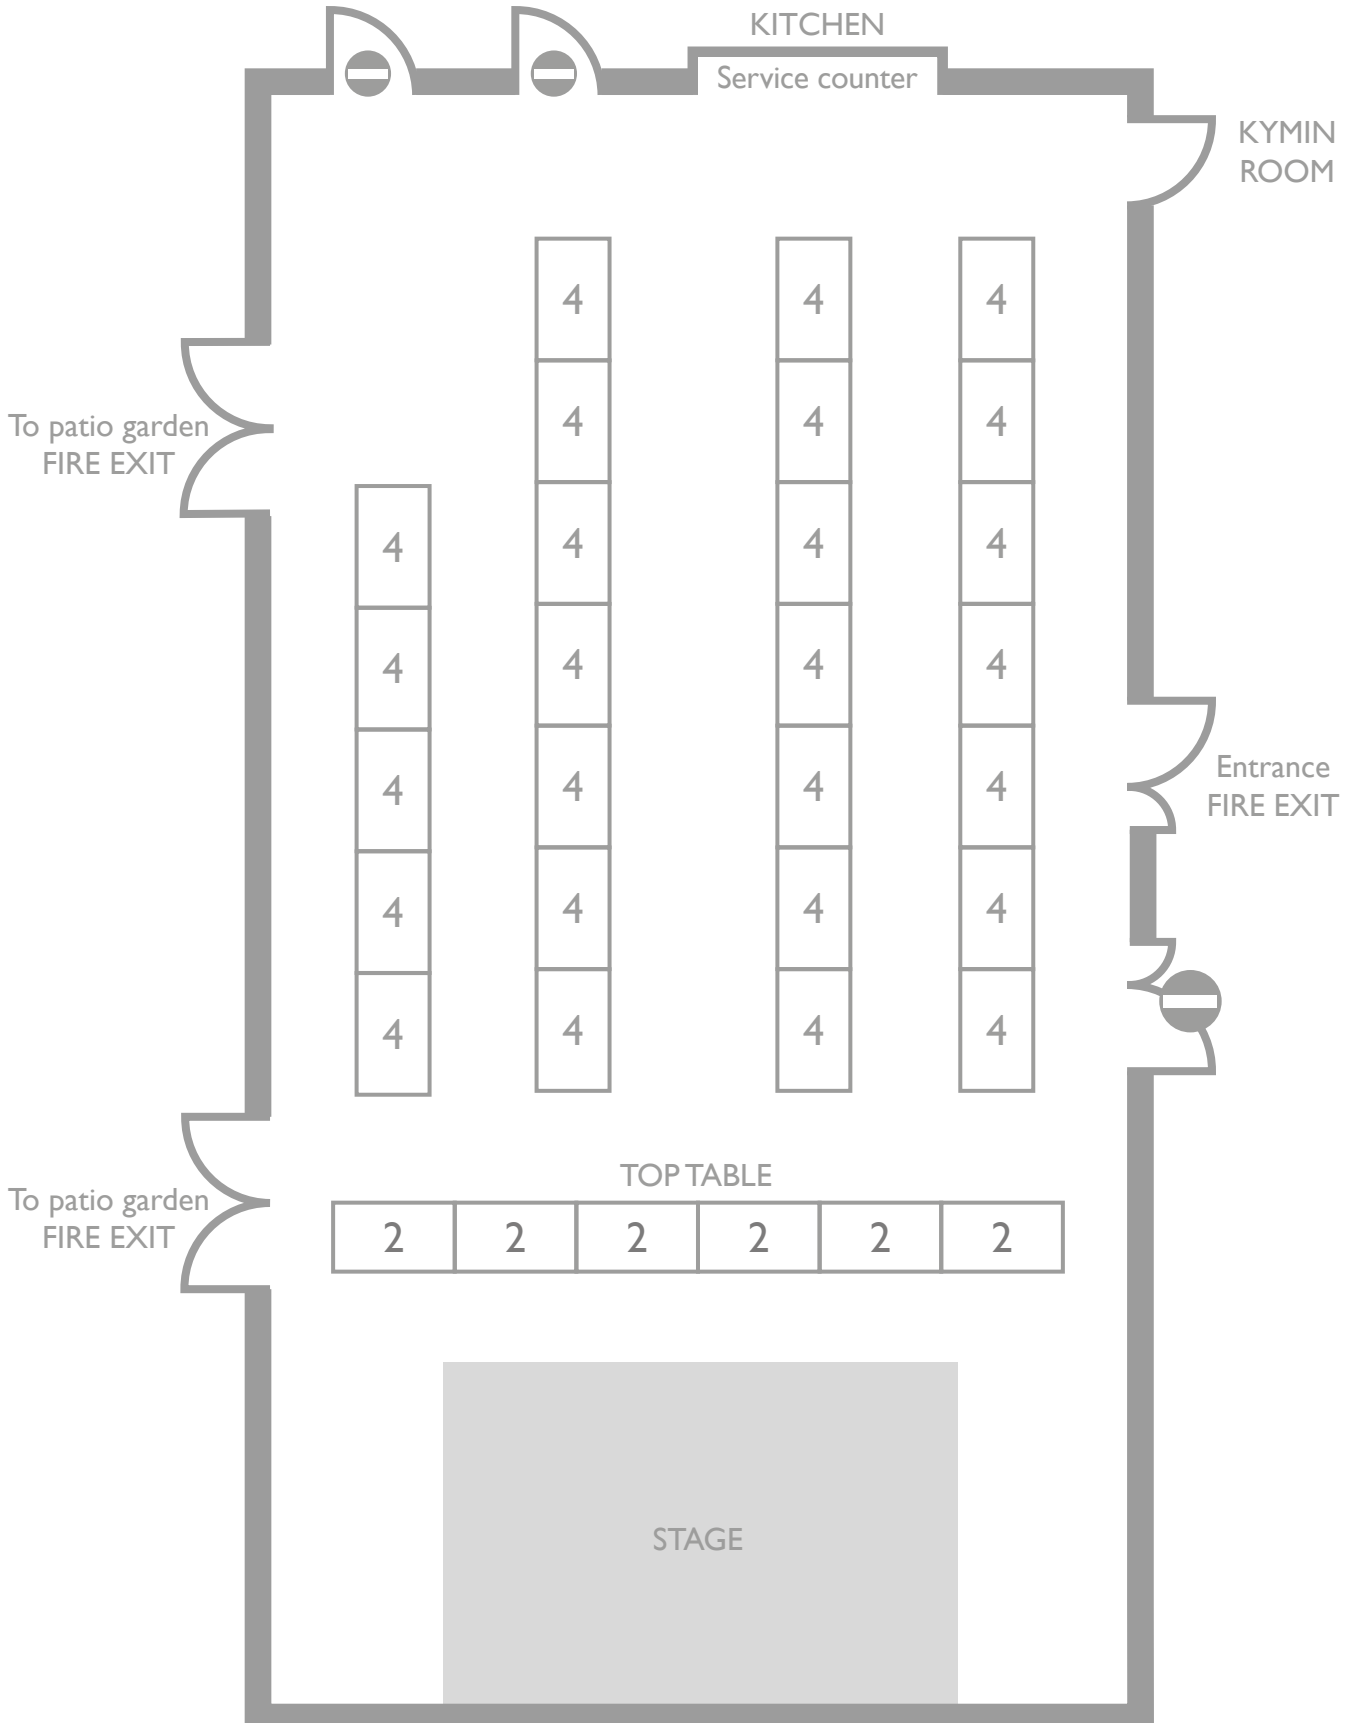 KITCHEN
Service counter
KYMIN
ROOM
4 4 4
4 4 4
To patio garden
FIRE EXIT
4 4 4 4
4 4 4 4
Entrance
FIRE EXIT
4 4 4 4
4 4 4 4
4 4 4 4
TOP TABLE
To patio garden
FIRE EXIT
2 2 2 2 2 2
STAGE